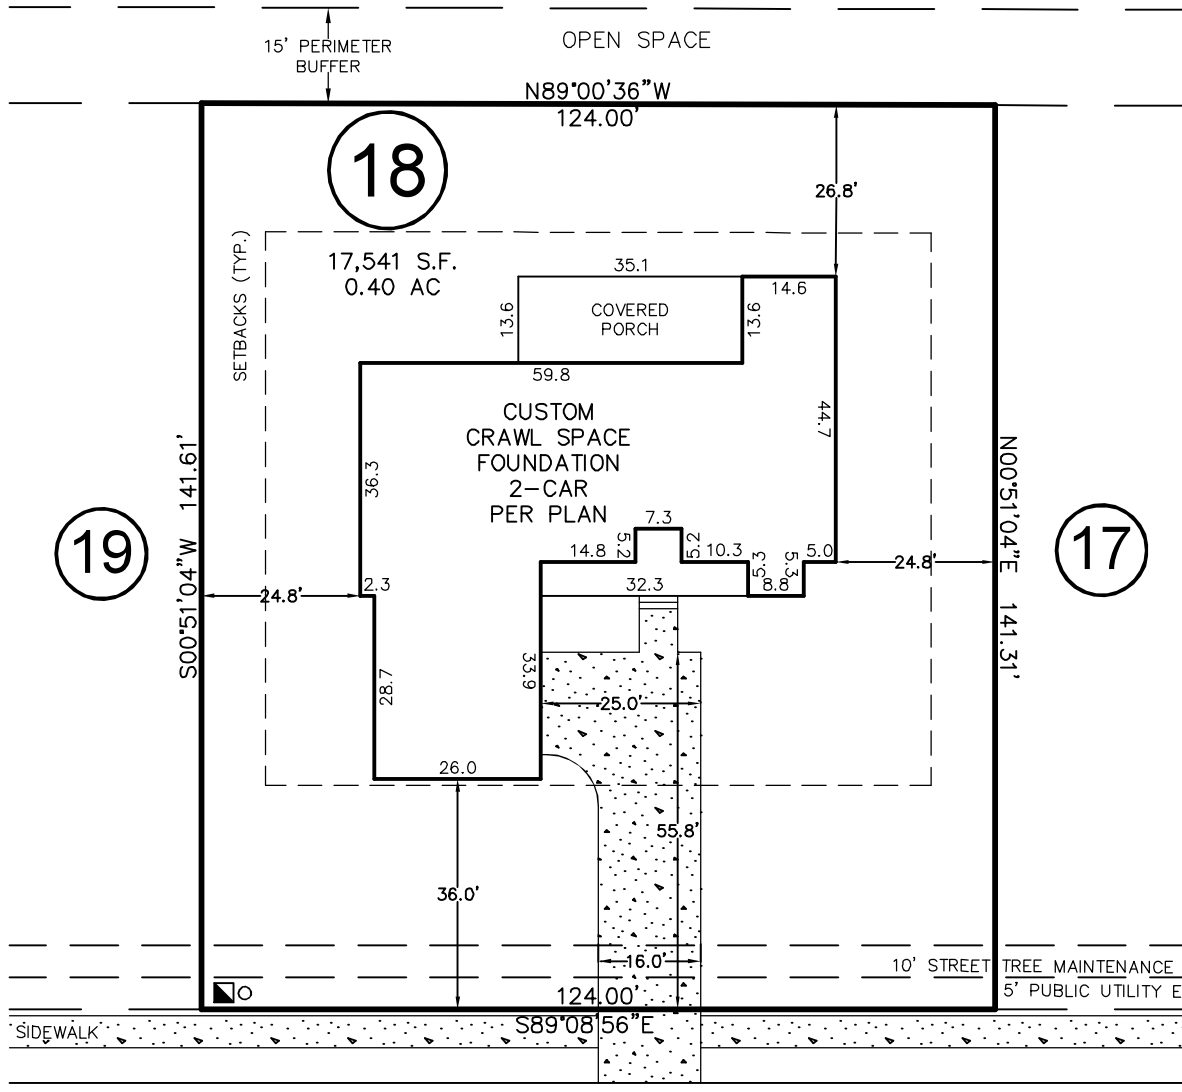 OPEN SPACE
15' PERIMETER
BUFFER
N89°00'36"W
124.00'
18
26.8'
SETBACKS (TYP.)
17,541 S.F.
0.40 AC
35.1
14.6
13.6
COVERED
PORCH
13.6
59.8
44.7
CUSTOM
CRAWL SPACE
FOUNDATION
2-CAR
PER PLAN
36.3
S00°51'04"W 141.61'
N00°51'04"E 141.31'
7.3
14.8
5.2
5.2
10.3
5.3
5.3
5.0
24.8'
19
17
2.3
24.8'
32.3
8.8
28.7
33.9
25.0'
26.0
55.8'
36.0'
16.0'
10' STREET TREE MAINTENANCE
5' PUBLIC UTILITY E
124.00'
S89°08'56"E
SIDEWALK